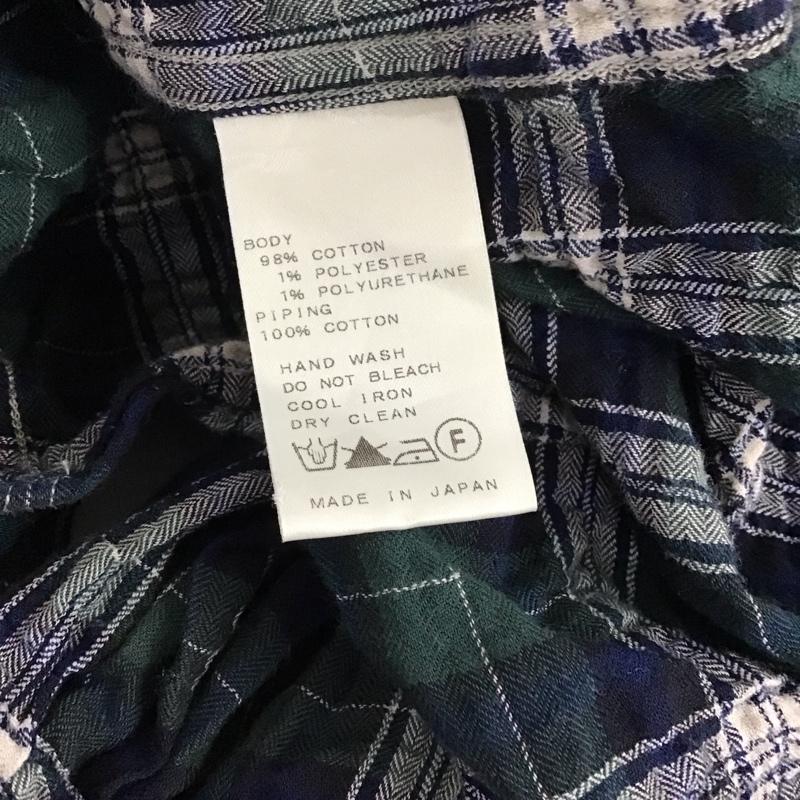 BODY
98% COTTON
1% POLYESTER
1% POLYURETHANE
PIPING
100% COTTON
HAND WASH
DO NOT BLEACH
COOL IRON
DRY CLEAN
F
MADE IN JAPAN